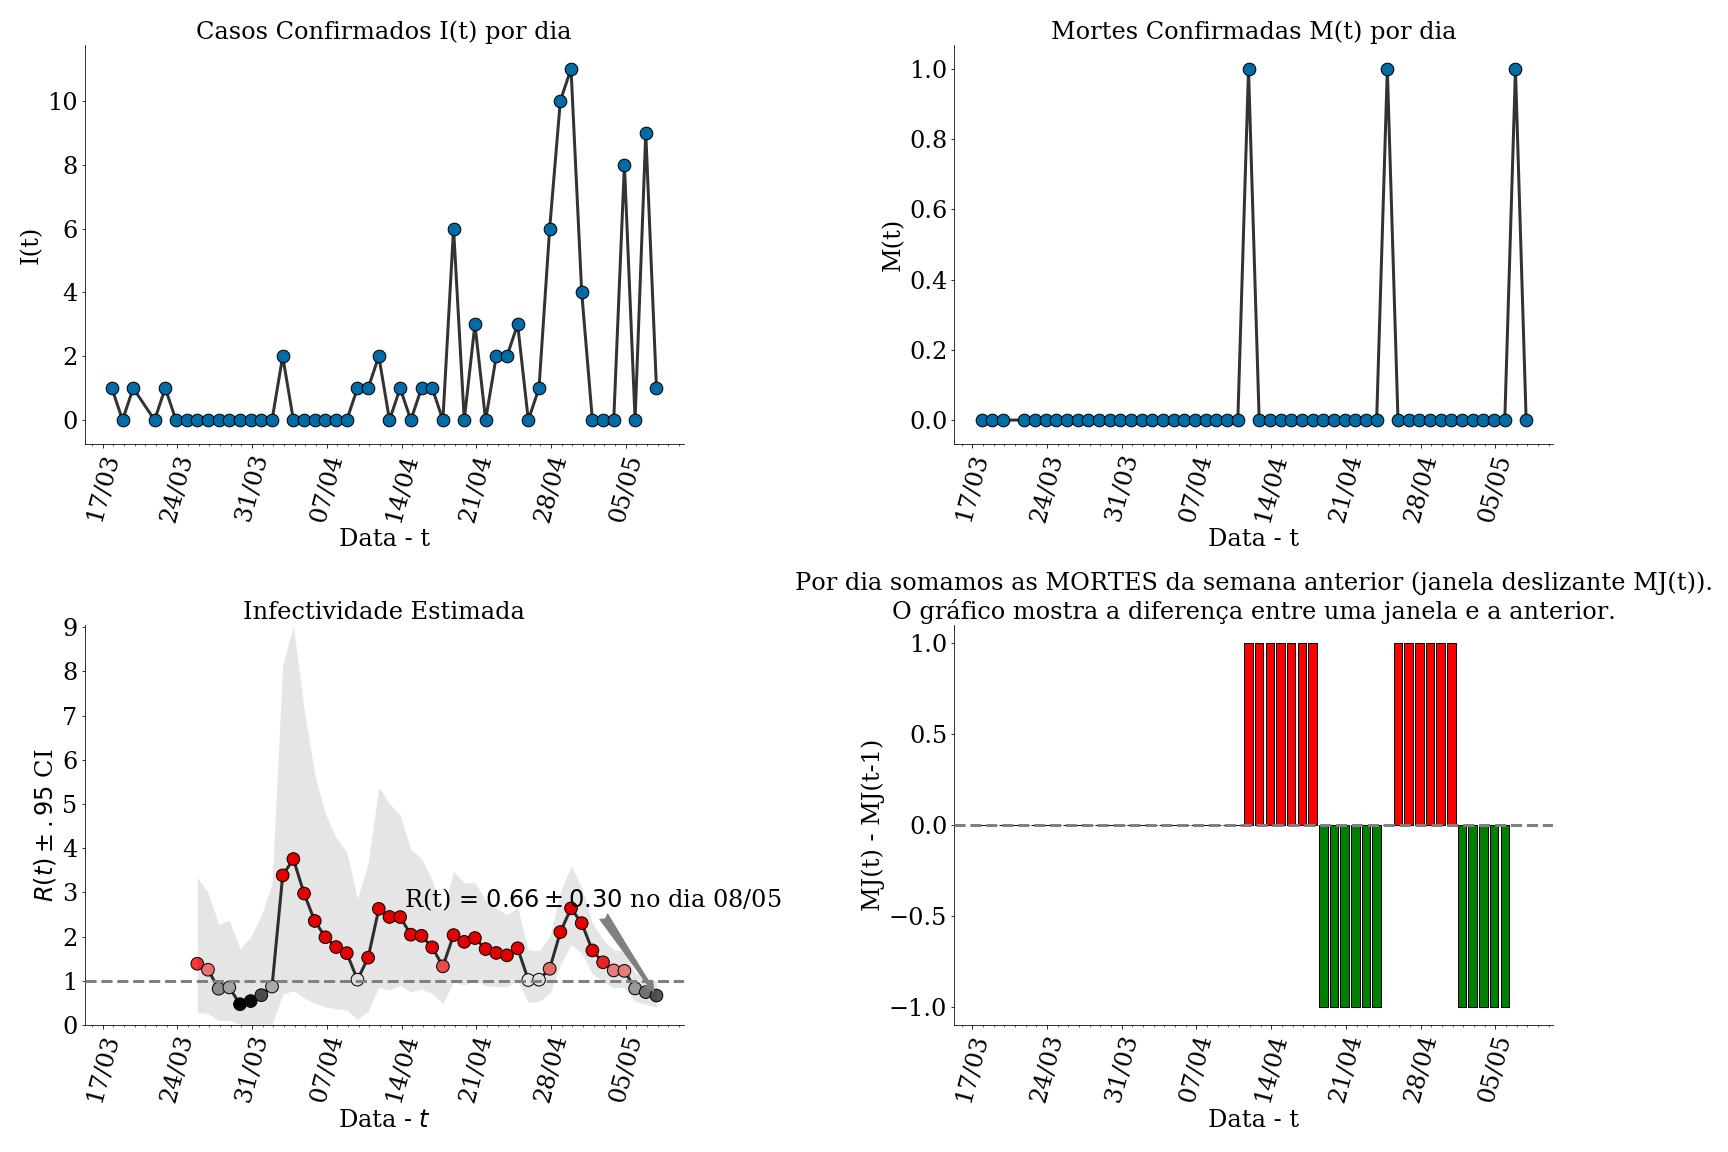 Casos Confirmados I(t) por dia
I(t)
10
8
6
4
2
0
17/03 24/03 31/03 07/04 14/04 21/04 28/04 05/05
Data - t
Mortes Confirmadas M(t) por dia
M(t)
1.0
0.8
0.6
0.4
0.2
0.0
17/03 24/03 31/03 07/04 14/04 21/04 28/04 05/05
Data - t
Infectividade Estimada
R(t) ± .95 CI
9
8
7
6
5
4
3
2
1
0
R(t) = 0.66 ± 0.30 no dia 08/05
17/03 24/03 31/03 07/04 14/04 21/04 28/04 05/05
Data - t
Por dia somamos as MORTES da semana anterior (janela deslizante MJ(t)).
O gráfico mostra a diferença entre uma janela e a anterior.
MJ(t) - MJ(t-1)
1.0
0.5
0.0
−0.5
−1.0
17/03 24/03 31/03 07/04 14/04 21/04 28/04 05/05
Data - t